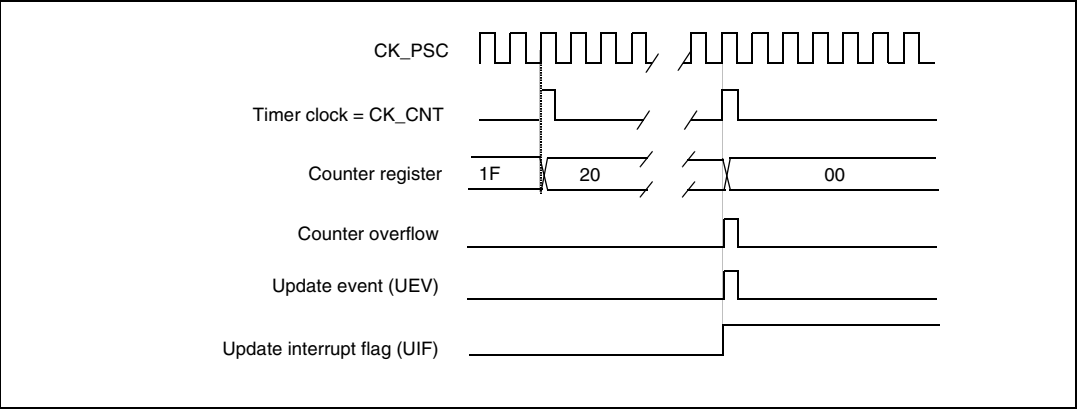 CK_PSC
Timer clock = CK_CNT
Counter register
1F
20
00
Counter overflow
Update event (UEV)
Update interrupt flag (UIF)